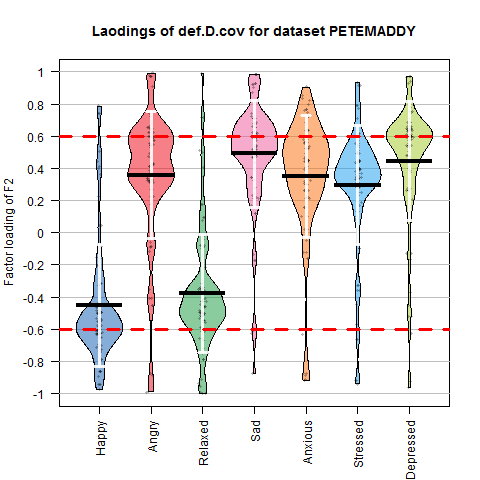 Laodings of def.D.cov for dataset PETEMADDY
Factor loading of F2
1
0.8
0.6
0.4
0.2
0
-0.2
-0.4
-0.6
-0.8
-1
Happy
Angry
Relaxed
Sad
Anxious
Stressed
Depressed